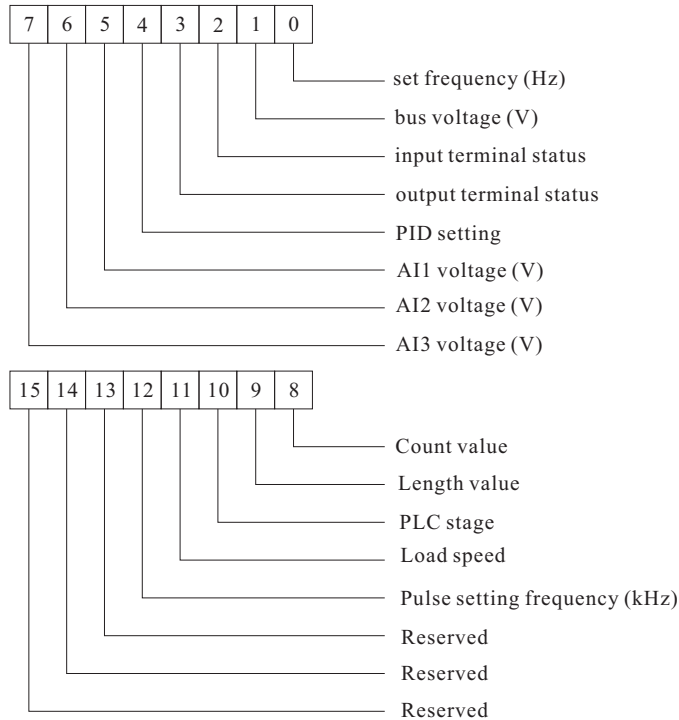 7 6 5 4 3 2 1 0
set frequency (Hz)
bus voltage (V)
input terminal status
output terminal status
PID setting
AI1 voltage (V)
AI2 voltage (V)
AI3 voltage (V)
15 14 13 12 11 10 9 8
Count value
Length value
PLC stage
Load speed
Pulse setting frequency (kHz)
Reserved
Reserved
Reserved